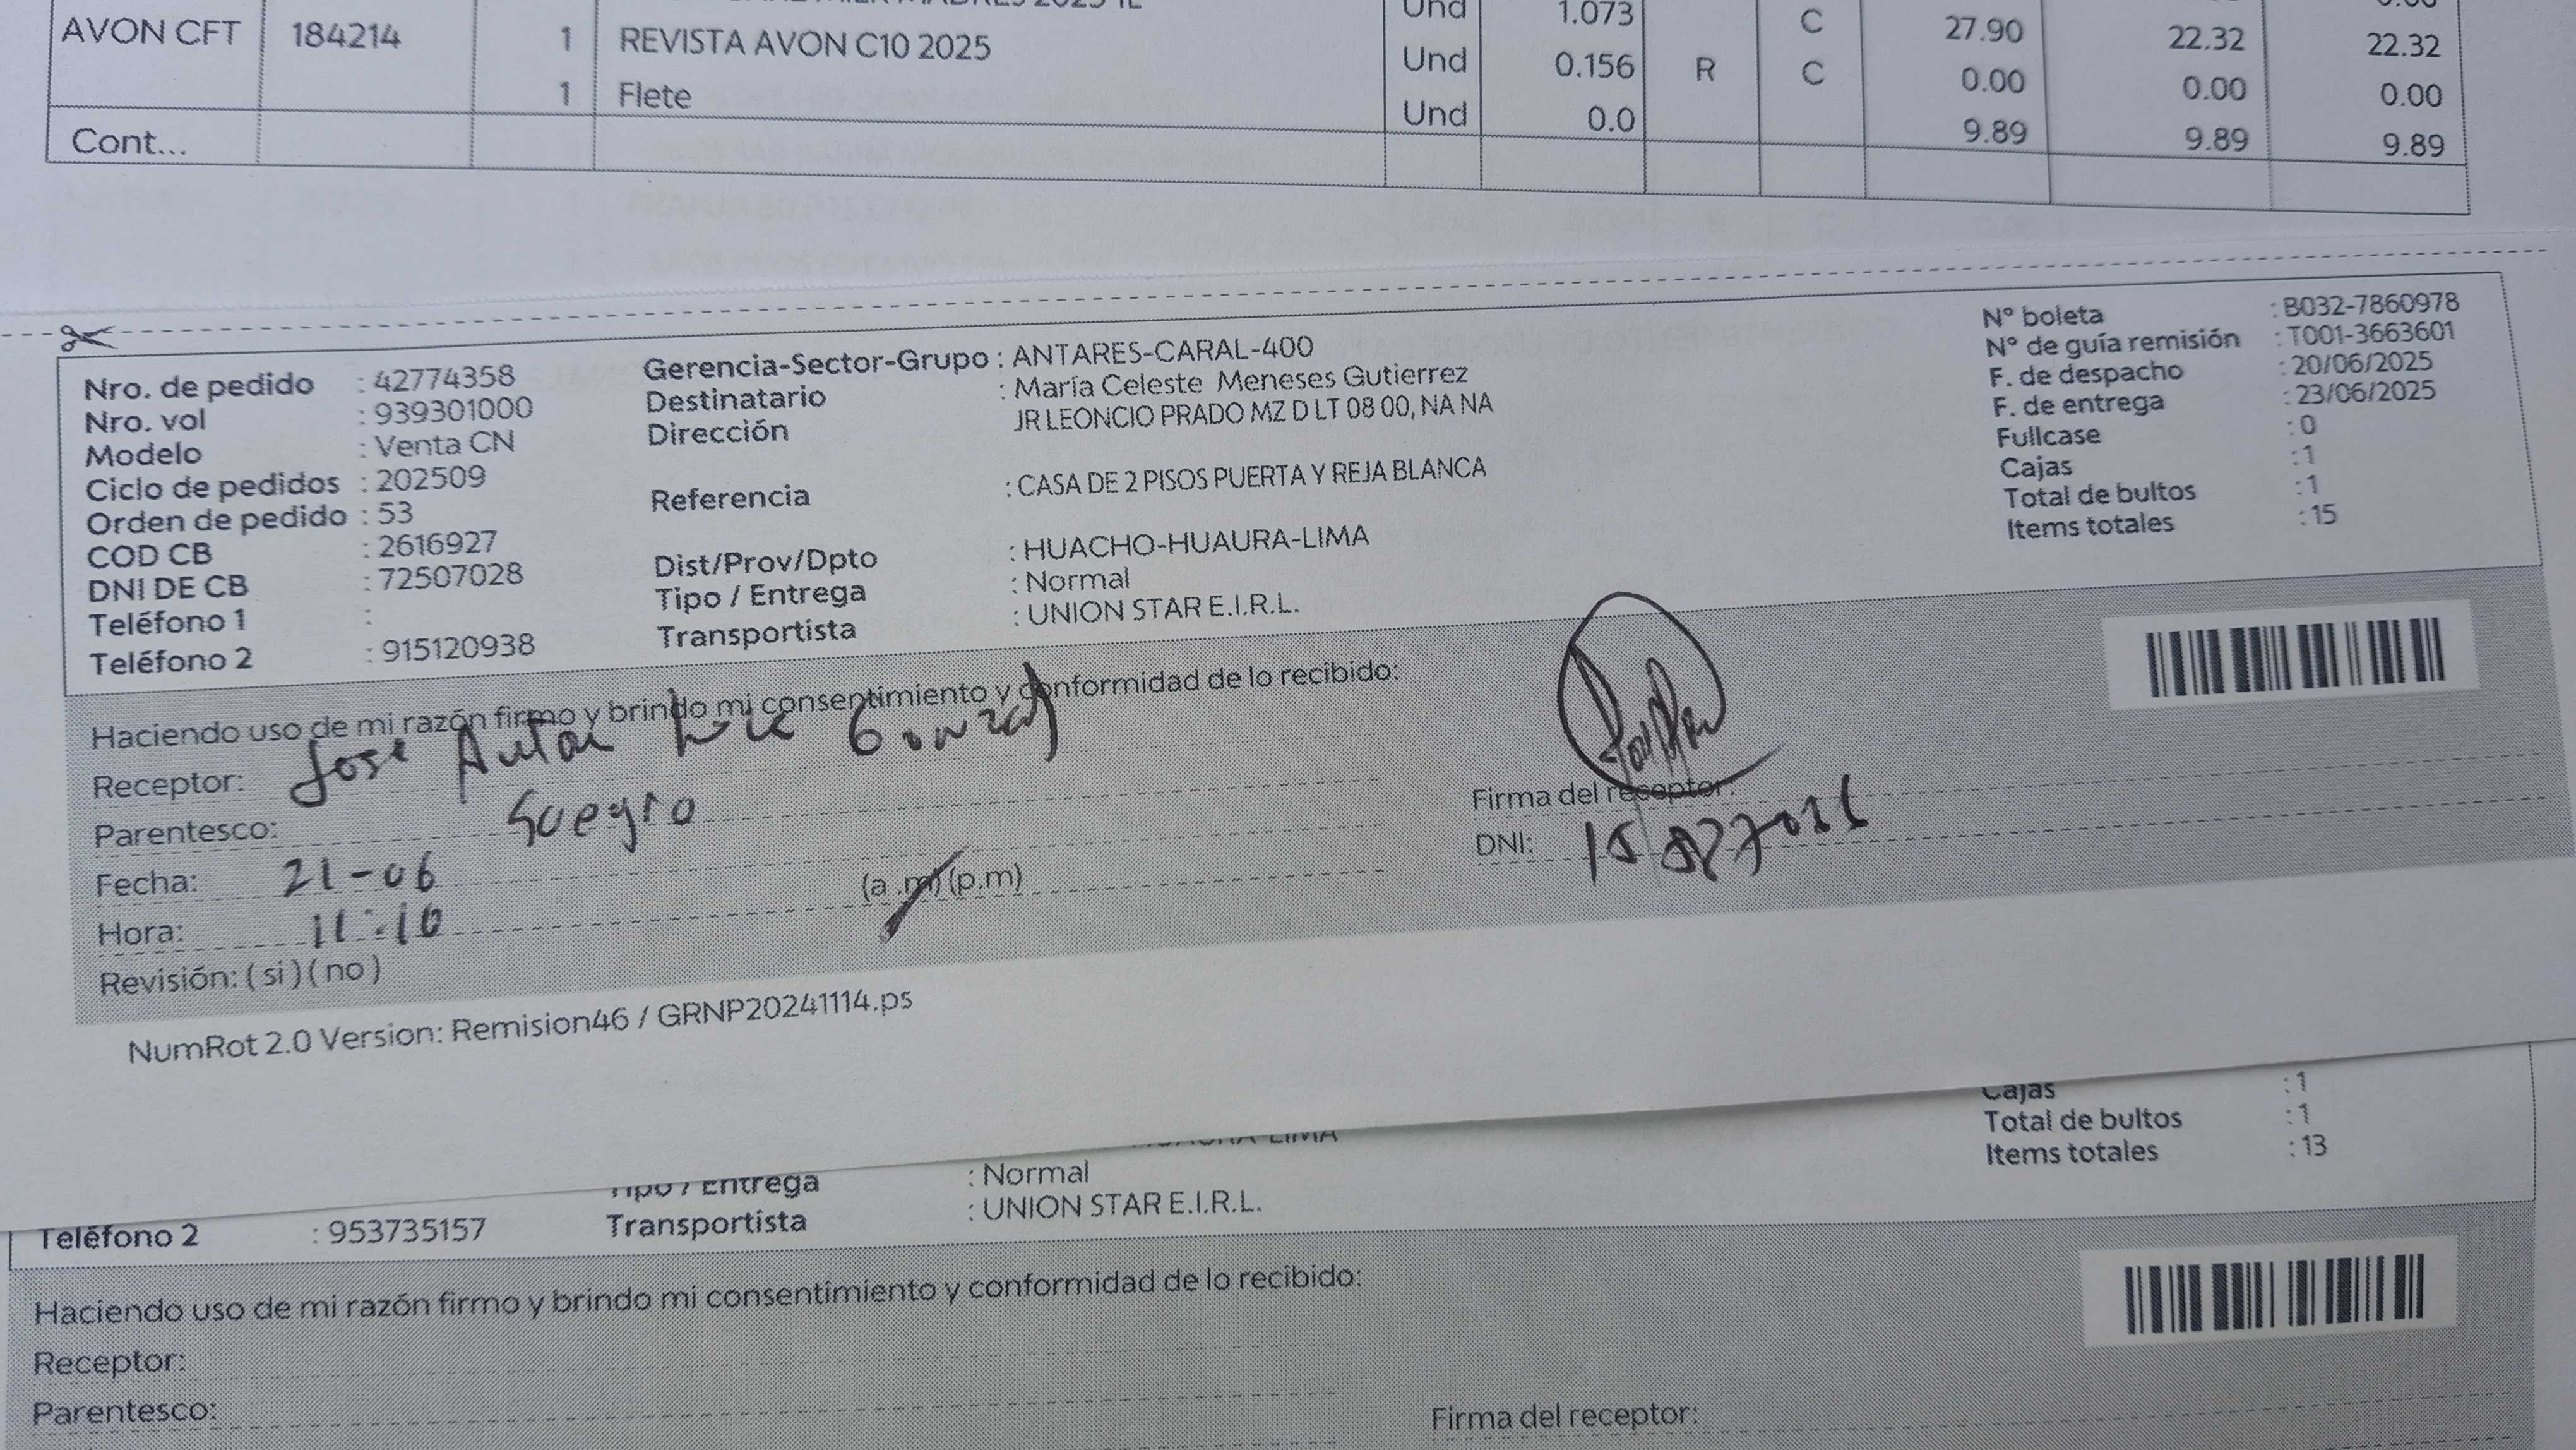 Und 1.073 C 27.90 22.32 22.32
AVON CFT 184214 1 REVISTA AVON C10 2025 Und 0.156 R C 0.00 0.00 0.00
1 Flete Und 0.0 9.89 9.89 9.89
Cont...
Nro. de pedido : 42774358
Nro. vol : 939301000
Modelo : Venta CN
Ciclo de pedidos : 202509
Orden de pedido : 53
COD CB : 2616927
DNI DE CB : 72507028
Teléfono 1 :
Teléfono 2 : 915120938
Gerencia-Sector-Grupo : ANTARES-CARAL-400
Destinatario : María Celeste Meneses Gutierrez
Dirección JR LEONCIO PRADO MZ D LT 08 00, NA NA
Referencia : CASA DE 2 PISOS PUERTA Y REJA BLANCA
Dist/Prov/Dpto : HUACHO-HUAURA-LIMA
Tipo / Entrega : Normal
Transportista : UNION STAR E.I.R.L.
N° boleta : B032-7860978
N° de guía remisión : T001-3663601
F. de despacho : 20/06/2025
F. de entrega : 23/06/2025
Fullcase : 0
Cajas : 1
Total de bultos : 1
Items totales : 15
Haciendo uso de mi razón firmo y brindo mi consentimiento y conformidad de lo recibido:
Receptor: Jose
Parentesco: Suegro
Fecha: 21-06
Hora: 11:10 (a.m) (p.m)
Revisión: ( si ) ( no )
Firma del receptor:
DNI:
NumRot 2.0 Version: Remision46 / GRNP20241114.ps
Cajas : 1
Total de bultos : 1
Items totales : 13
Tipo / Entrega : Normal
Transportista : UNION STAR E.I.R.L.
Teléfono 2 : 953735157
Haciendo uso de mi razón firmo y brindo mi consentimiento y conformidad de lo recibido:
Receptor:
Parentesco:
Firma del receptor: